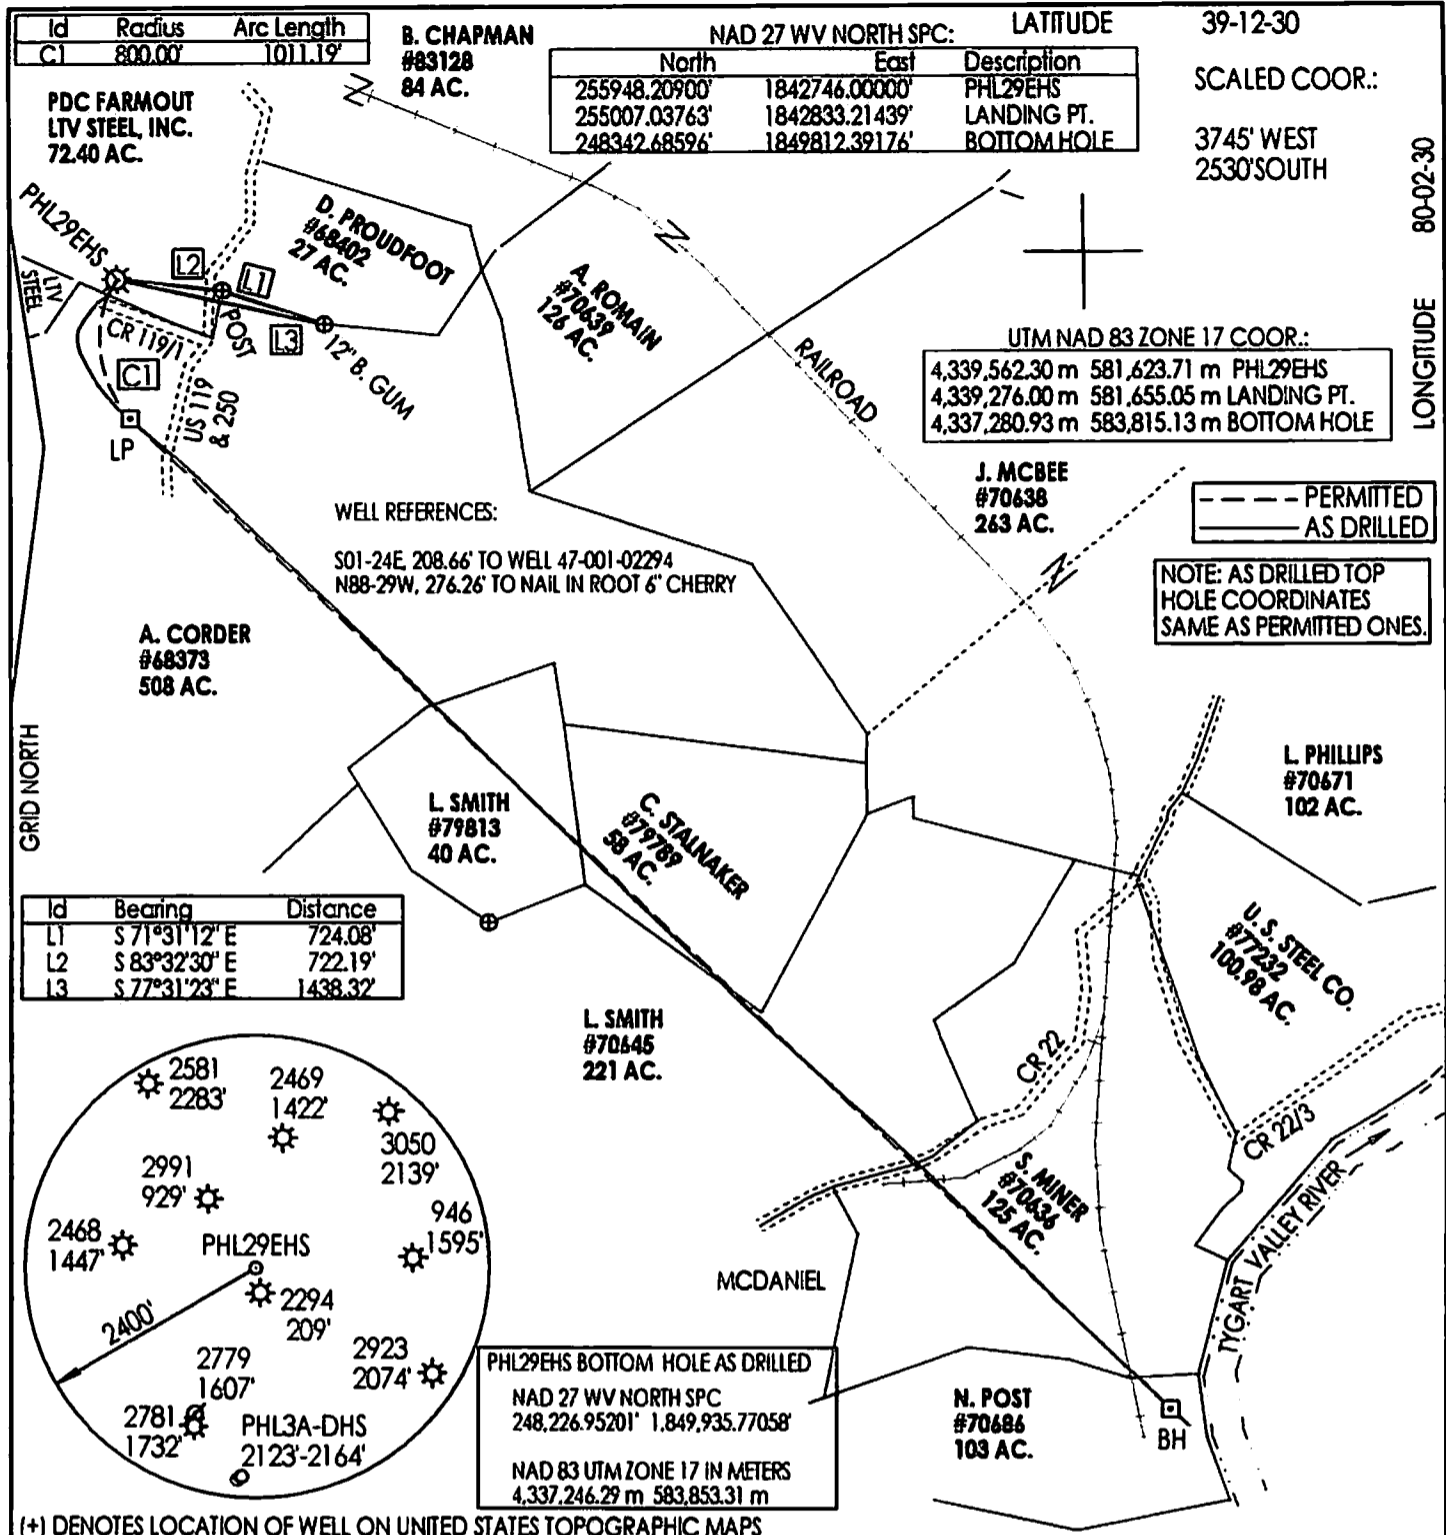 Id Radius Arc Length
C1 800.00' 1011.19'
B. CHAPMAN
#83128
84 AC.
NAD 27 WV NORTH SPC:
North East Description
255948.20900' 1842746.00000' PHL29EHS
255007.03763' 1842833.21439' LANDING PT.
248342.68596' 1849812.39176' BOTTOM HOLE
LATITUDE 39-12-30
SCALED COOR.:
3745' WEST
2530'SOUTH
LONGITUDE 80-02-30
PDC FARMOUT
LTV STEEL, INC.
72.40 AC.
PHL29EHS
LTV
STEEL
L2
L1
L3
D. PROUDFOOT
#68402
27 AC.
POST
12" B. GUM
CR 119/1
C1
US 119
& 250
LP
A. ROMAIN
#70639
126 AC.
RAILROAD
UTM NAD 83 ZONE 17 COOR.:
4,339,562.30 m 581,623.71 m PHL29EHS
4,339,276.00 m 581,655.05 m LANDING PT.
4,337,280.93 m 583,815.13 m BOTTOM HOLE
J. MCBEE
#70638
263 AC.
PERMITTED
AS DRILLED
WELL REFERENCES:
S01-24E, 208.66' TO WELL 47-001-02294
N88-29W, 276.26' TO NAIL IN ROOT 6" CHERRY
NOTE: AS DRILLED TOP
HOLE COORDINATES
SAME AS PERMITTED ONES.
A. CORDER
#68373
508 AC.
GRID NORTH
L. SMITH
#79813
40 AC.
C. STALNAKER
#79789
58 AC.
L. PHILLIPS
#70671
102 AC.
Id Bearing Distance
L1 S 71°31'12" E 724.08'
L2 S 83°32'30" E 722.19'
L3 S 77°31'23" E 1438.32'
U. S. STEEL CO.
#77232
100.98 AC.
L. SMITH
#70645
221 AC.
CR 22
CR 22/3
S. MINER
#70636
125 AC.
TYGART VALLEY RIVER
MCDANIEL
2581
2283'
2469
1422'
3050
2139'
2991
929'
946
1595'
2468
1447'
PHL29EHS
2294
209'
2400'
2779
1607'
2923
2074'
2781
1732'
PHL3A-DHS
2123'-2164'
PHL29EHS BOTTOM HOLE AS DRILLED
NAD 27 WV NORTH SPC
248,226.95201' 1,849,935.77058'
NAD 83 UTM ZONE 17 IN METERS
4,337,246.29 m 583,853.31 m
N. POST
#70686
103 AC.
BH
(+) DENOTES LOCATION OF WELL ON UNITED STATES TOPOGRAPHIC MAPS